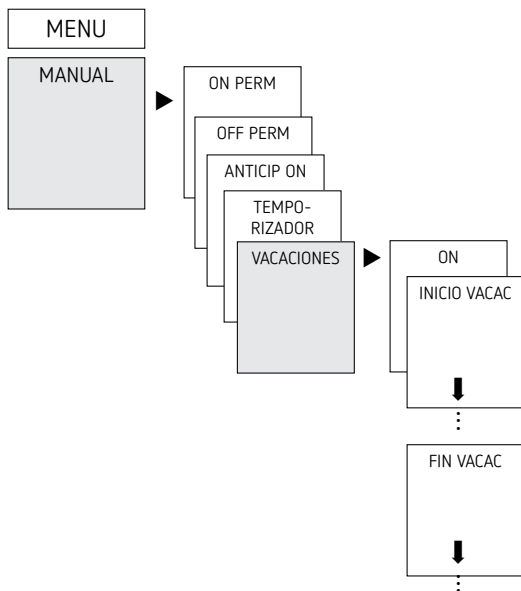 MENU
MANUAL
ON PERM
OFF PERM
ANTICIP ON
TEMPO-
RIZADOR
VACACIONES
ON
INICIO VACAC
FIN VACAC